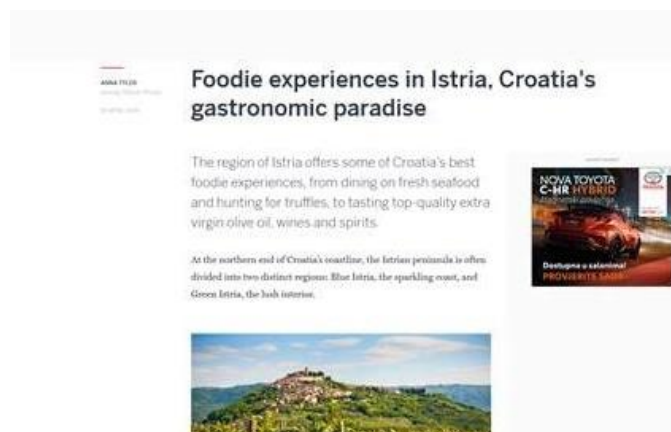 ANNA TYLER
Foodie experiences in Istria, Croatia's
gastronomic paradise
The region of Istria offers some of Croatia's best
foodie experiences, from dining on fresh seafood
and hunting for truffles, to tasting top-quality extra
virgin olive oil, wines and spirits.
At the northern end of Croatia's coastline, the Istrian peninsula is often
divided into two distinct regions: Blue Istria, the sparkling coast, and
Green Istria, the lush interior.
NOVA TOYOTA
C-HR HYBRID
Dostupna u salonima!
PROVJERITE SADA